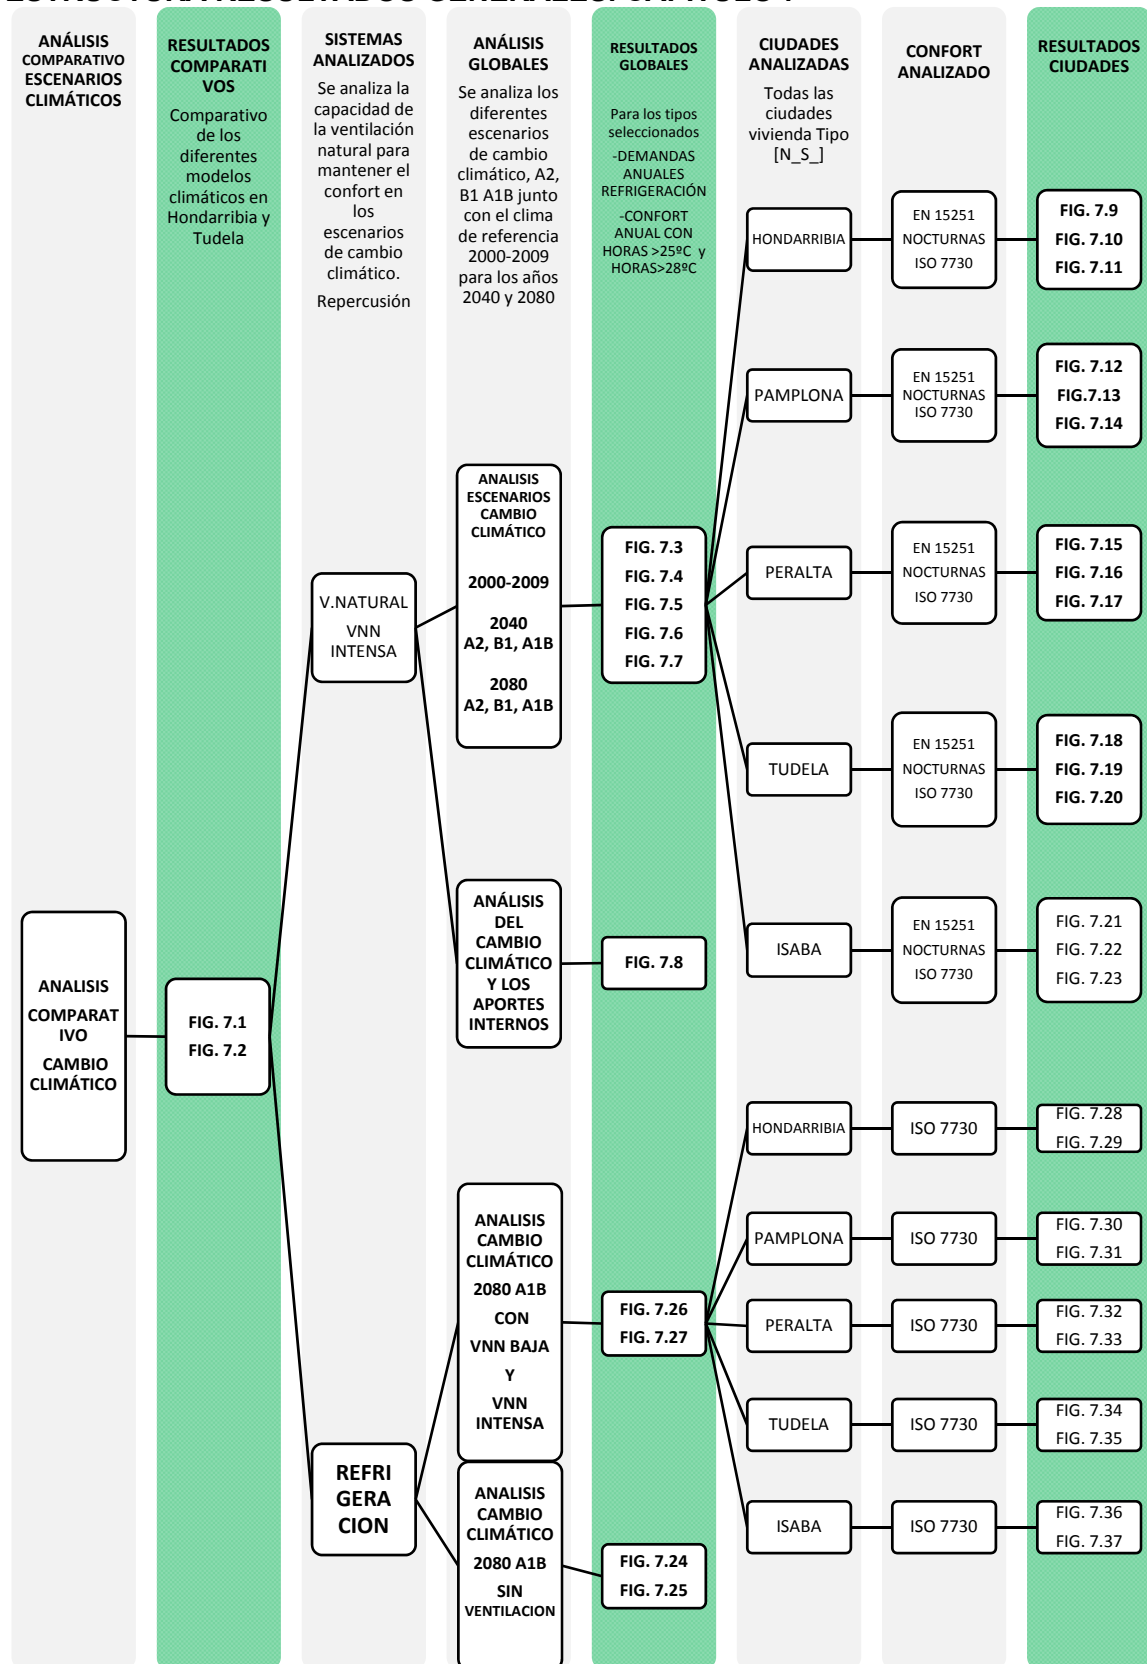 ESTRUCTURA RESULTADOS GENERALES. CAPÍTULO 7
ANÁLISIS
COMPARATIVO
ESCENARIOS
CLIMÁTICOS
RESULTADOS
COMPARATI
VOS
Comparativo
de los
diferentes
modelos
climáticos en
Hondarribia y
Tudela
SISTEMAS
ANALIZADOS
Se analiza la
capacidad de
la ventilación
natural para
mantener el
confort en
los
escenarios
de cambio
climático.
Repercusión
ANÁLISIS
GLOBALES
Se analiza los
diferentes
escenarios
de cambio
climático, A2,
B1 A1B junto
con el clima
de referencia
2000-2009
para los años
2040 y 2080
RESULTADOS
GLOBALES
Para los tipos
seleccionados
-DEMANDAS
ANUALES
REFRIGERACIÓN
-CONFORT
ANUAL CON
HORAS >25ºC y
HORAS>28ºC
CIUDADES
ANALIZADAS
Todas las
ciudades
vivienda Tipo
[N_S_]
CONFORT
ANALIZADO
RESULTADOS
CIUDADES
ANALISIS
COMPARAT
IVO
CAMBIO
CLIMÁTICO
FIG. 7.1
FIG. 7.2
V.NATURAL
VNN
INTENSA
ANALISIS
ESCENARIOS
CAMBIO
CLIMÁTICO
2000-2009
2040
A2, B1, A1B
2080
A2, B1, A1B
FIG. 7.3
FIG. 7.4
FIG. 7.5
FIG. 7.6
FIG. 7.7
HONDARRIBIA
EN 15251
NOCTURNAS
ISO 7730
FIG. 7.9
FIG. 7.10
FIG. 7.11
PAMPLONA
EN 15251
NOCTURNAS
ISO 7730
FIG. 7.12
FIG.7.13
FIG. 7.14
PERALTA
EN 15251
NOCTURNAS
ISO 7730
FIG. 7.15
FIG. 7.16
FIG. 7.17
TUDELA
EN 15251
NOCTURNAS
ISO 7730
FIG. 7.18
FIG. 7.19
FIG. 7.20
ISABA
EN 15251
NOCTURNAS
ISO 7730
FIG. 7.21
FIG. 7.22
FIG. 7.23
ANÁLISIS
DEL
CAMBIO
CLIMÁTICO
Y LOS
APORTES
INTERNOS
FIG. 7.8
REFRI
GERA
CION
ANALISIS
CAMBIO
CLIMÁTICO
2080 A1B
CON
VNN BAJA
Y
VNN
INTENSA
FIG. 7.26
FIG. 7.27
HONDARRIBIA
ISO 7730
FIG. 7.28
FIG. 7.29
PAMPLONA
ISO 7730
FIG. 7.30
FIG. 7.31
PERALTA
ISO 7730
FIG. 7.32
FIG. 7.33
TUDELA
ISO 7730
FIG. 7.34
FIG. 7.35
ISABA
ISO 7730
FIG. 7.36
FIG. 7.37
ANALISIS
CAMBIO
CLIMÁTICO
2080 A1B
SIN
VENTILACION
FIG. 7.24
FIG. 7.25